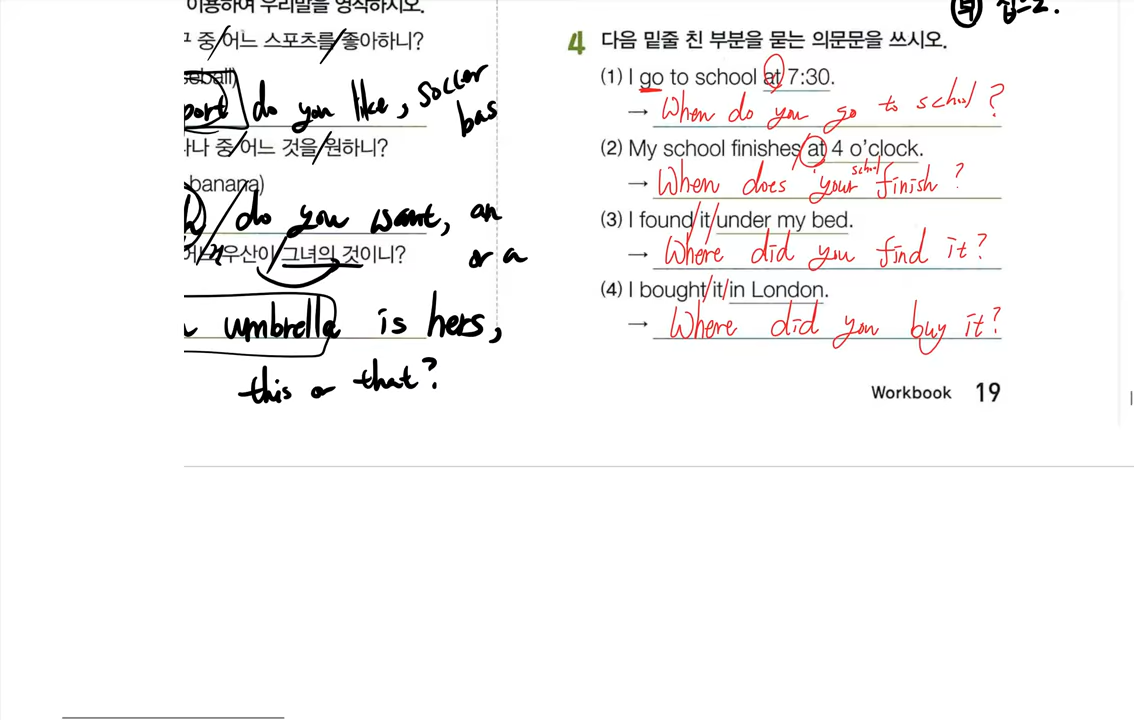 이용하여 우리말을 영작하시오.
중/어느 스포츠를/좋아하니?
seball)
port do you like, soccer
bas
나나 중/어느 것을/원하니?
banana)
do you want, an
우산이/그녀의 것이니?
or a
umbrella is hers,
this or that?
집으로.
4 다음 밑줄 친 부분을 묻는 의문문을 쓰시오.
(1) I go to school at 7:30.
→ When do you go to school?
(2) My school finishes/at 4 o'clock.
→ When does your school finish?
(3) I found/it/under my bed.
→ Where did you find it?
(4) I bought/it/in London.
→ Where did you buy it?
Workbook 19